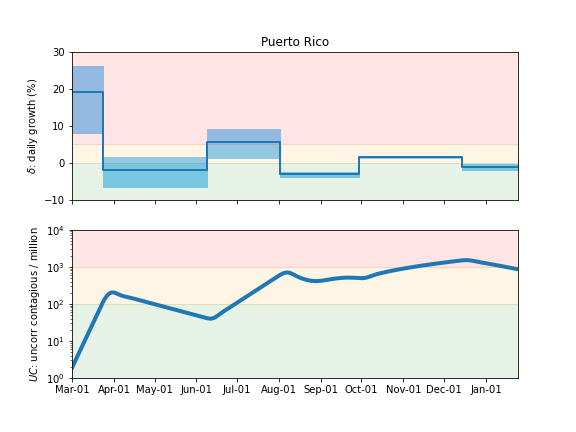 Puerto Rico
30
20
10
0
−10
δ: daily growth (%)
10⁴
10³
10²
10¹
10⁰
UC: uncorr contagious / million
Mar-01 Apr-01 May-01 Jun-01 Jul-01 Aug-01 Sep-01 Oct-01 Nov-01 Dec-01 Jan-01